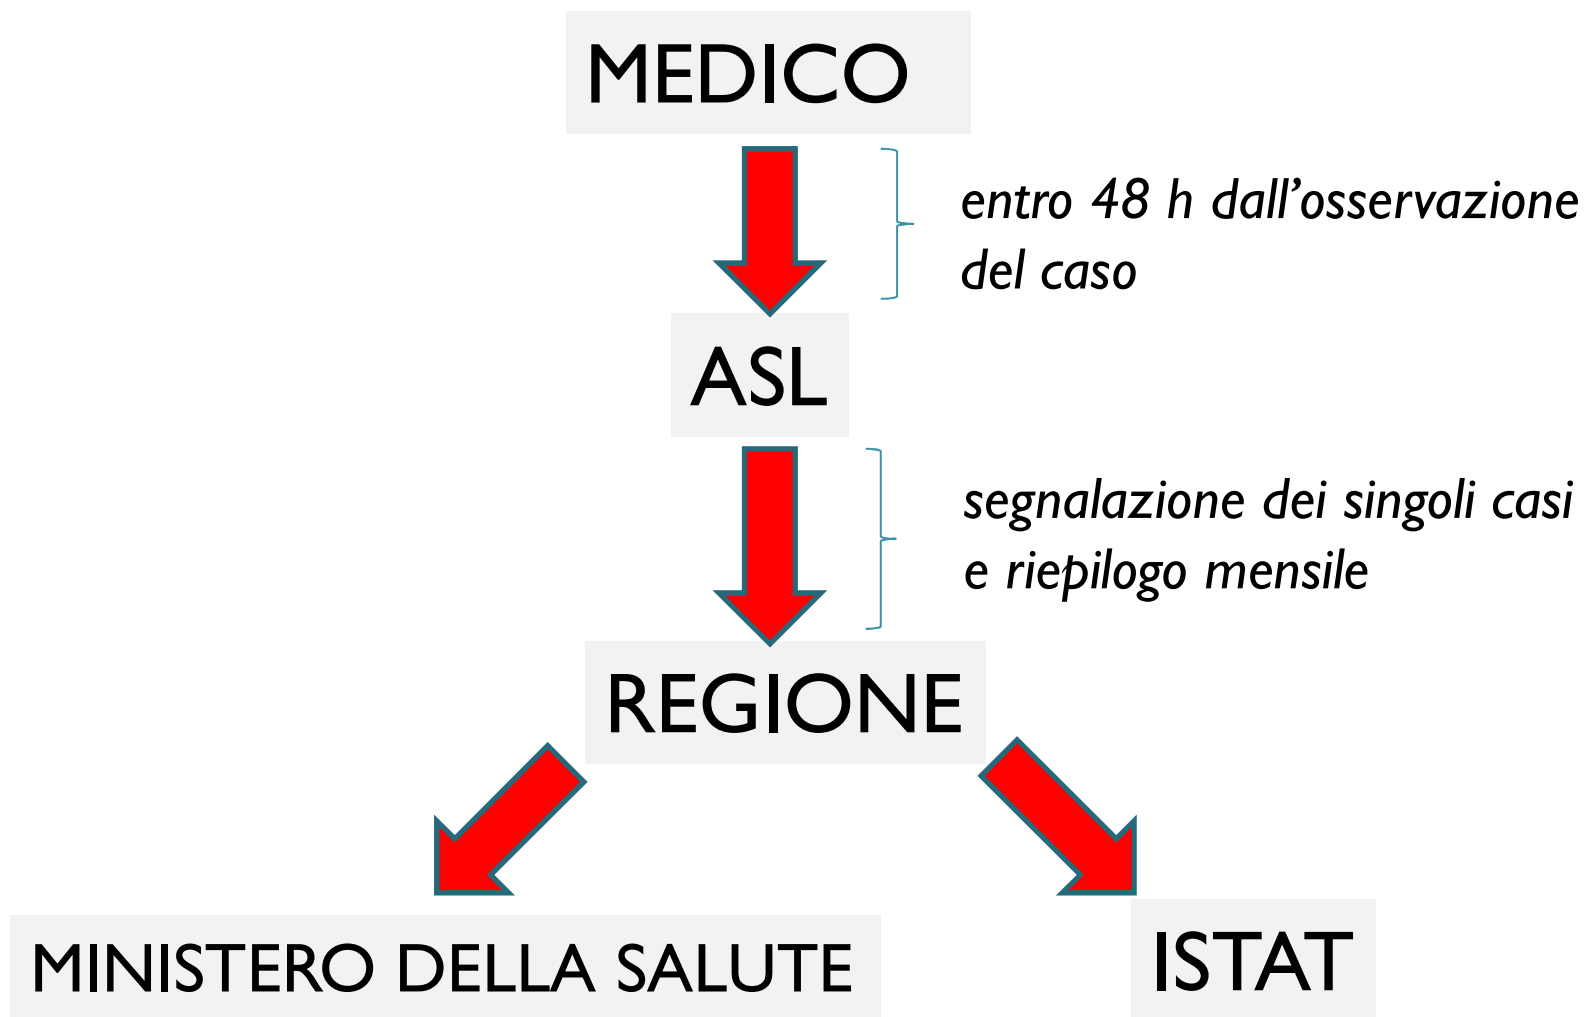 MEDICO
entro 48 h dall’osservazione
del caso
ASL
segnalazione dei singoli casi
e riepilogo mensile
REGIONE
MINISTERO DELLA SALUTE
ISTAT